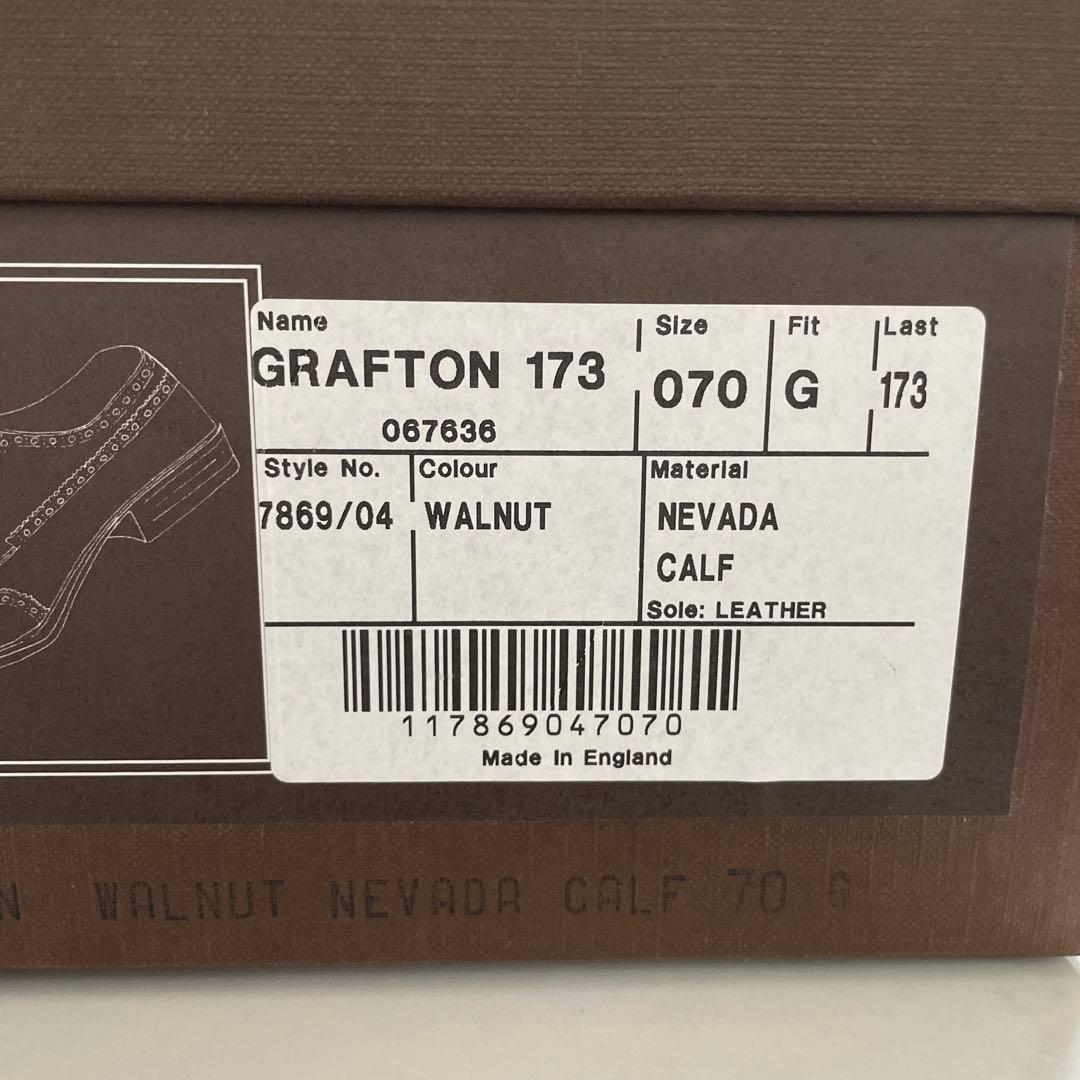 Name Size Fit Last
GRAFTON 173 070 G 173
067636
Style No. Colour Material
7869/04 WALNUT NEVADA
CALF
Sole: LEATHER
117869047070
Made In England
N WALNUT NEVADA CALF 70 G